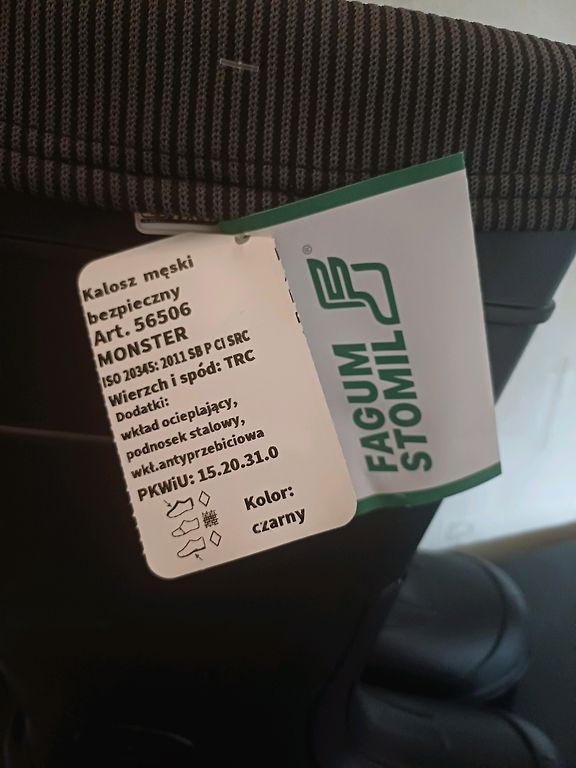 Kalosz męski
bezpieczny
Art. 56506
MONSTER
ISO 20345: 2011 SB P CI SRC
Wierzch i spód: TRC
Dodatki:
wkład ocieplający,
podnosek stalowy,
wkł.antyprzebiciowa
PKWiU: 15.20.31.0
Kolor:
czarny
FAGUM
STOMIL
®